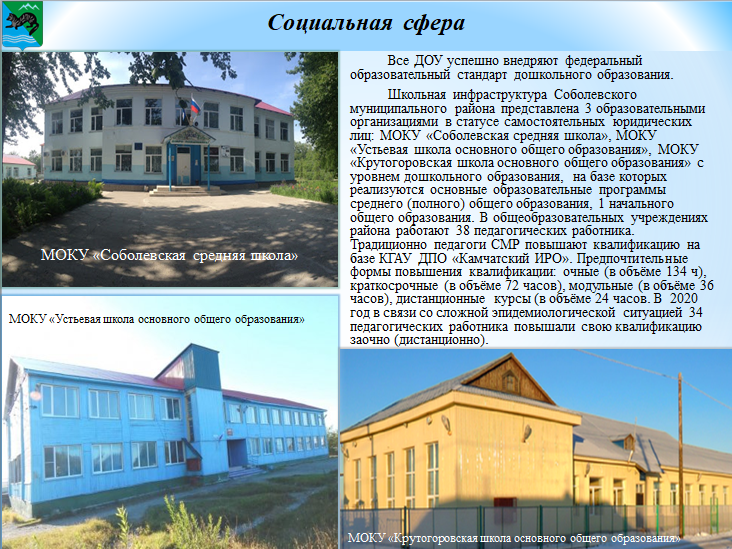 Социальная сфера
Все ДОУ успешно внедряют федеральный
образовательный стандарт дошкольного образования.
Школьная инфраструктура Соболевского
муниципального района представлена 3 образовательными
организациями в статусе самостоятельных юридических
лиц: МОКУ «Соболевская средняя школа», МОКУ
«Устьевая школа основного общего образования», МОКУ
«Крутогоровская школа основного общего образования» с
уровнем дошкольного образования, на базе которых
реализуются основные образовательные программы
среднего (полного) общего образования, 1 начального
общего образования. В общеобразовательных учреждениях
района работают 38 педагогических работника.
Традиционно педагоги СМР повышают квалификацию на
базе КГАУ ДПО «Камчатский ИРО». Предпочтительные
формы повышения квалификации: очные (в объёме 134 ч),
краткосрочные (в объёме 72 часов), модульные (в объёме 36
часов), дистанционные курсы (в объёме 24 часов. В 2020
год в связи со сложной эпидемиологической ситуацией 34
педагогических работника повышали свою квалификацию
заочно (дистанционно).
МОКУ «Соболевская средняя школа»
МОКУ «Устьевая школа основного общего образования»
МОКУ «Крутогоровская школа основного общего образования»